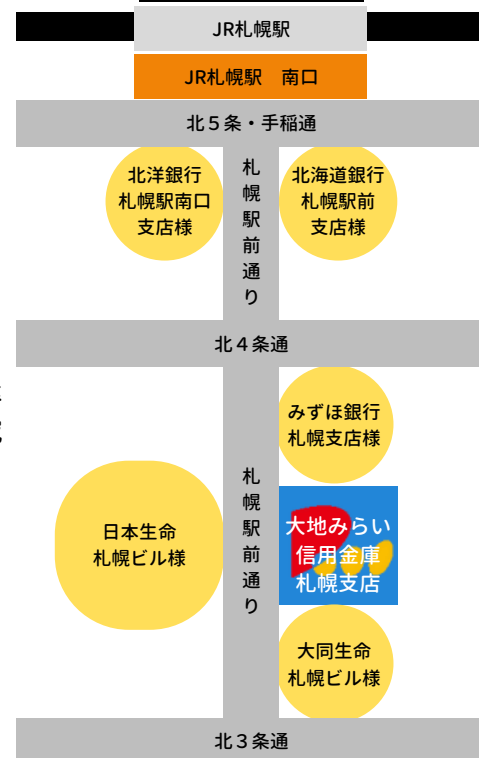 JR札幌駅
JR札幌駅　南口
北５条・手稲通
北洋銀行
札幌駅南口
支店様
札幌駅前通り
北海道銀行
札幌駅前
支店様
北４条通
みずほ銀行
札幌支店様
日本生命
札幌ビル様
札幌駅前通り
大地みらい
信用金庫
札幌支店
大同生命
札幌ビル様
北３条通